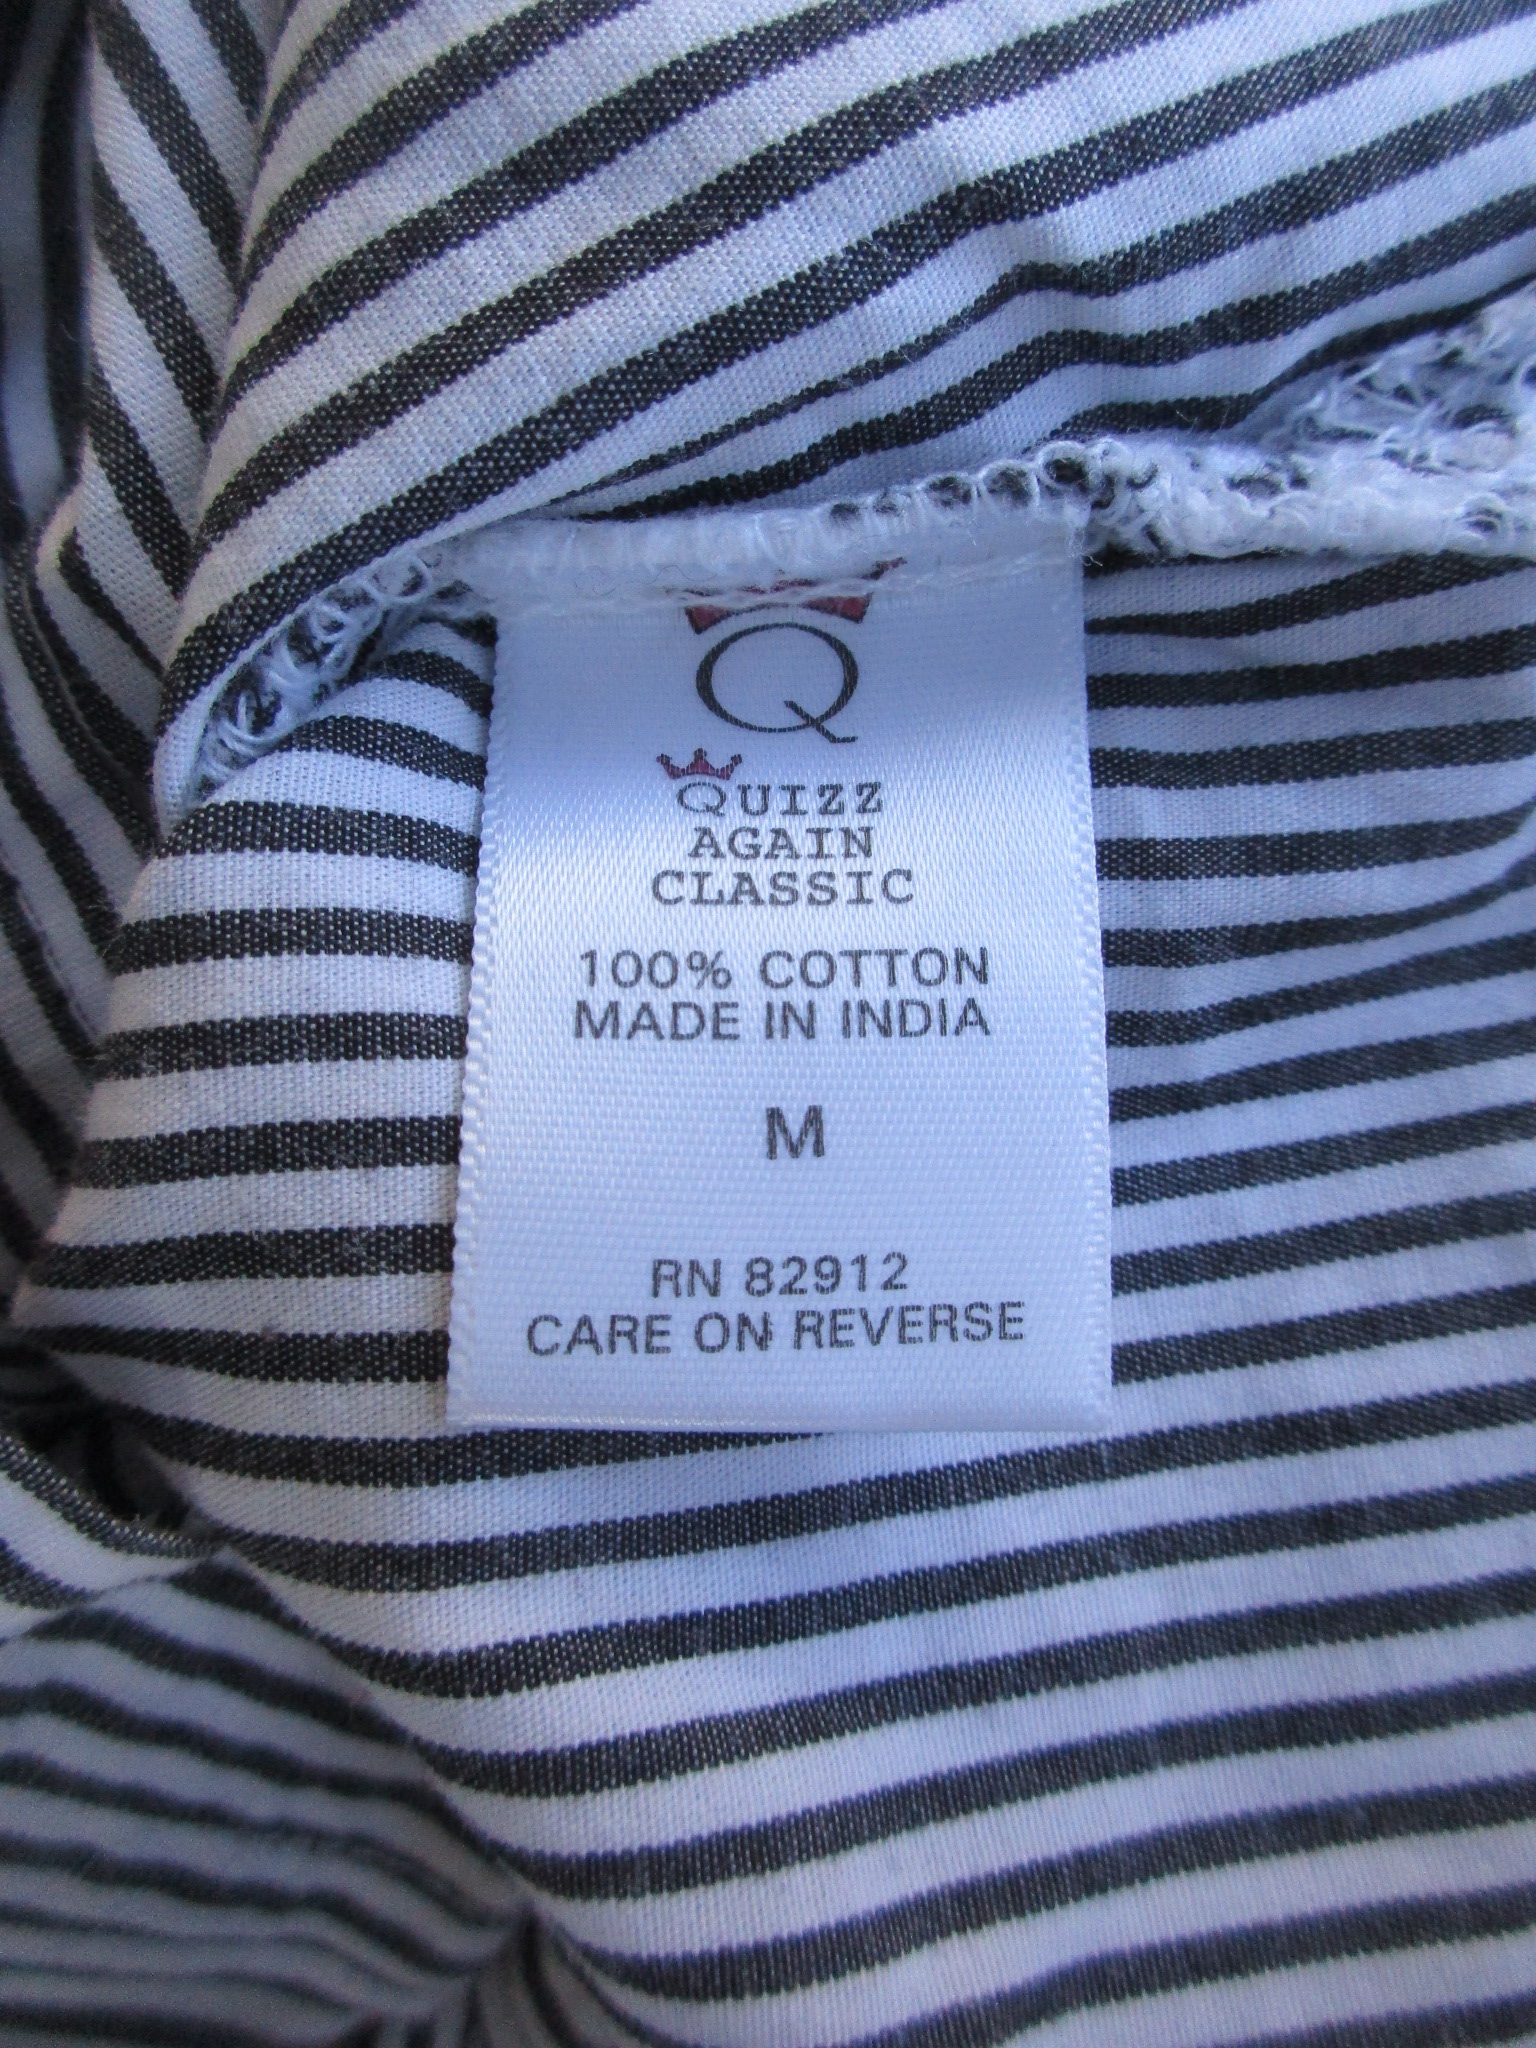 Q
QUIZZ
AGAIN
CLASSIC
100% COTTON
MADE IN INDIA
M
RN 82912
CARE ON REVERSE